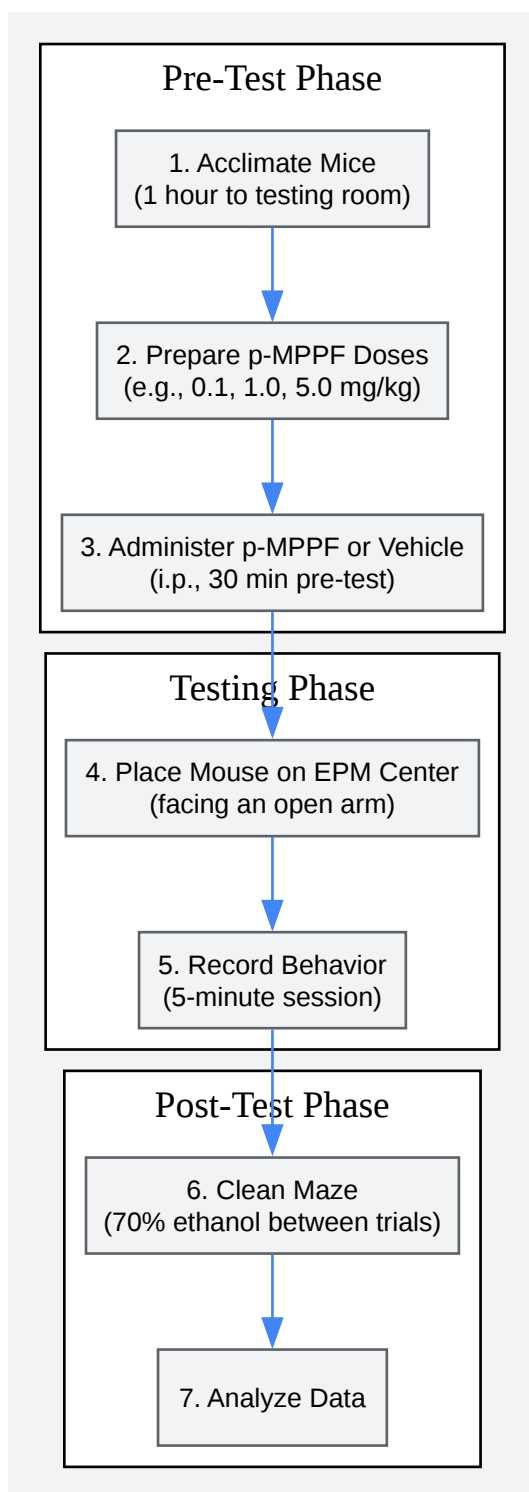 Pre-Test Phase
1. Acclimate Mice
(1 hour to testing room)
2. Prepare p-MPPF Doses
(e.g., 0.1, 1.0, 5.0 mg/kg)
3. Administer p-MPPF or Vehicle
(i.p., 30 min pre-test)
Testing Phase
4. Place Mouse on EPM Center
(facing an open arm)
5. Record Behavior
(5-minute session)
Post-Test Phase
6. Clean Maze
(70% ethanol between trials)
7. Analyze Data